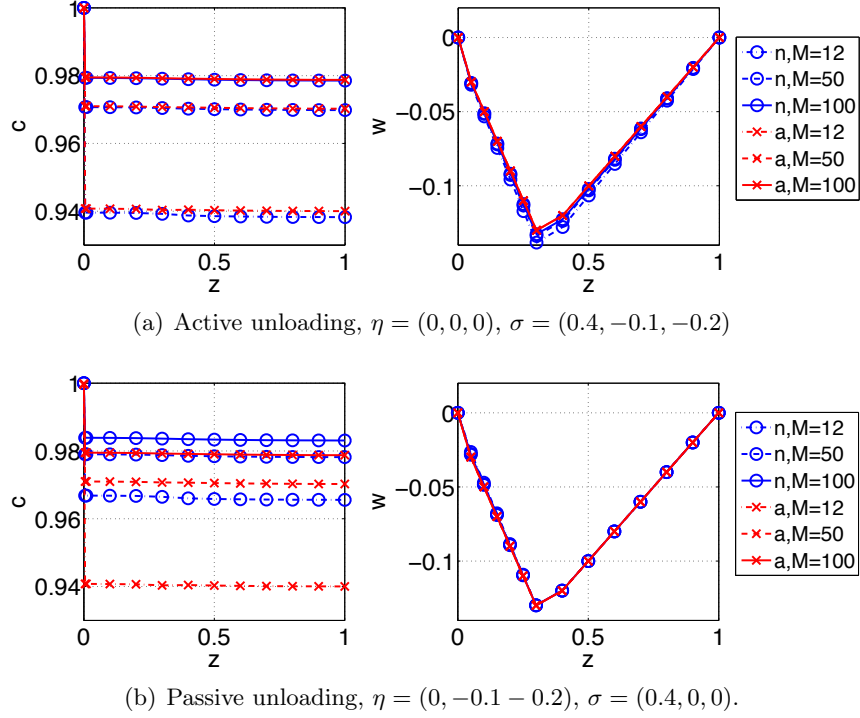 1
0.98
0.96
0.94
c
0
0.5
1
z
0
−0.05
−0.1
w
0
0.5
1
z
n,M=12
n,M=50
n,M=100
a,M=12
a,M=50
a,M=100
(a) Active unloading, η = (0, 0, 0), σ = (0.4, −0.1, −0.2)
1
0.98
0.96
0.94
c
0
0.5
1
z
0
−0.05
−0.1
w
0
0.5
1
z
n,M=12
n,M=50
n,M=100
a,M=12
a,M=50
a,M=100
(b) Passive unloading, η = (0, −0.1 − 0.2), σ = (0.4, 0, 0).